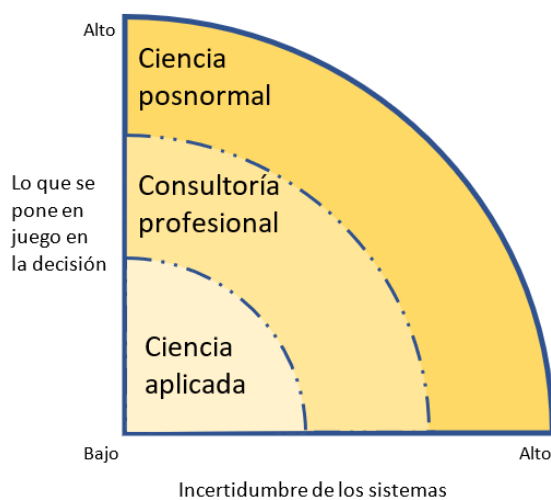 Alto
Ciencia
posnormal
Lo que se
pone en
juego en
la decisión
Consultoría
profesional
Ciencia
aplicada
Bajo
Alto
Incertidumbre de los sistemas